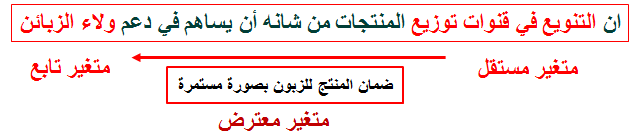 ان التنويع في قنوات توزيع المنتجات من شانه أن يساهم في دعم ولاء الزبائن
متغير مستقل
متغير تابع
ضمان المنتج للزبون بصورة مستمرة
متغير معترض